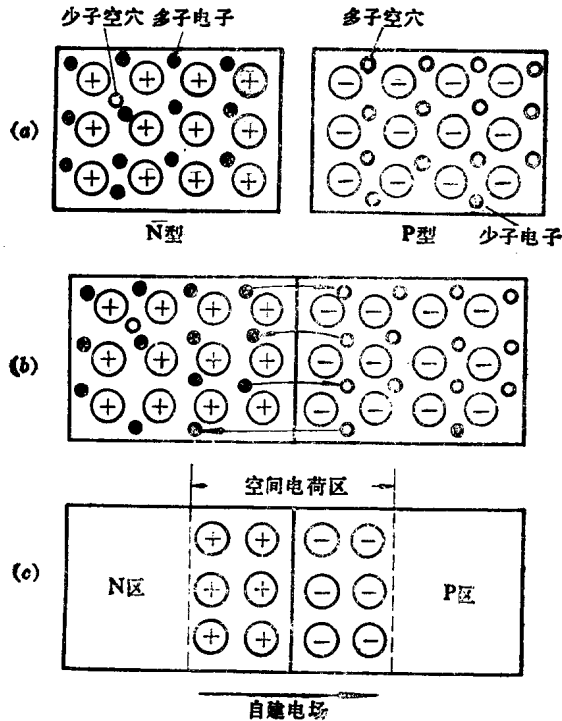 少子空穴 多子电子 多子空穴
(a)
N型 P型 少子电子
(b)
空间电荷区
(c) N区 P区
自建电场